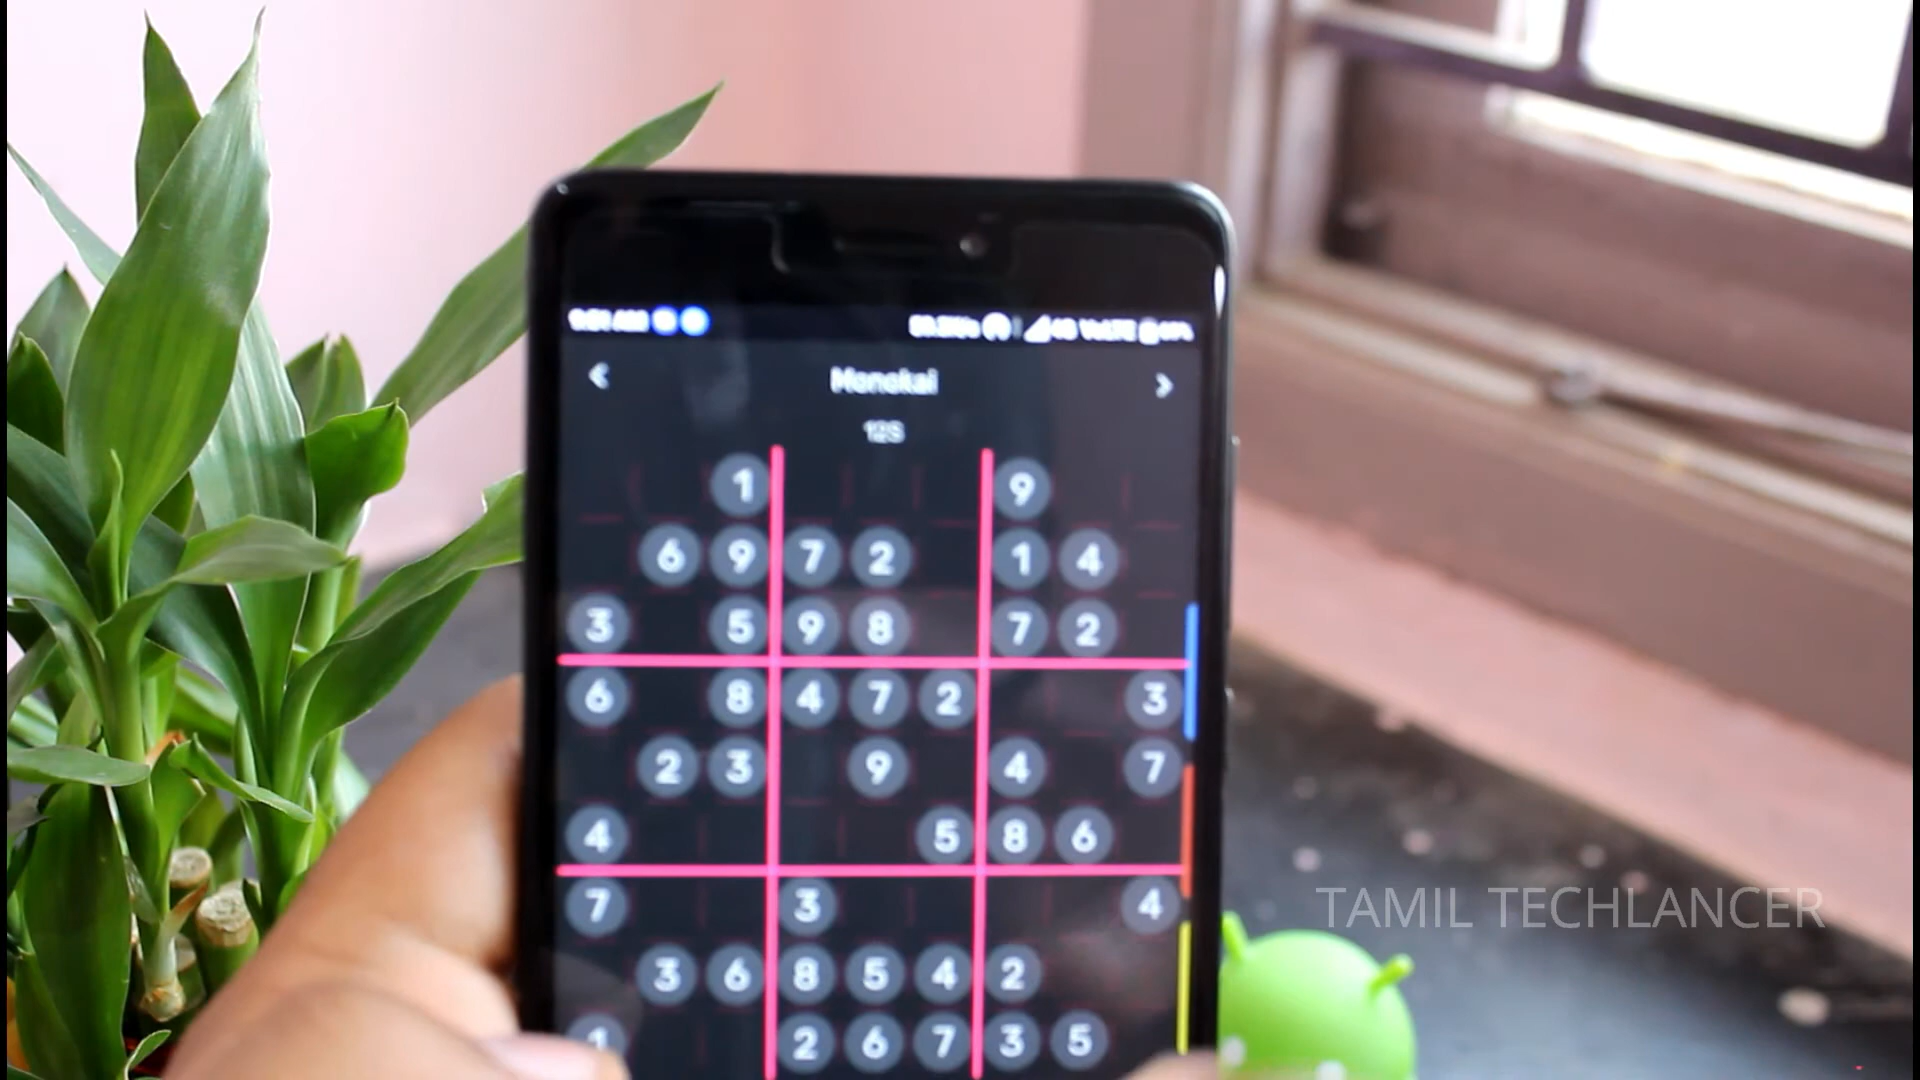 Monokai
1 9
6 9 7 2 1 4
3 5 9 8 7 2
6 8 4 7 2 3
2 3 9 4 7
4 5 8 6
7 3 4
3 6 8 5 4 2
1 2 6 7 3 5
TAMIL TECHLANCER